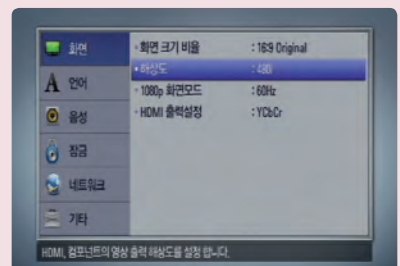 화면
언어
음성
잠금
네트워크
기타
화면 크기 비율 : 16:9 Original
해상도 : 480i
1080p 화면모드 : 60Hz
HDMI 출력설정 : YCbCr
HDMI, 컴포넌트의 영상 출력 해상도를 설정 합니다.